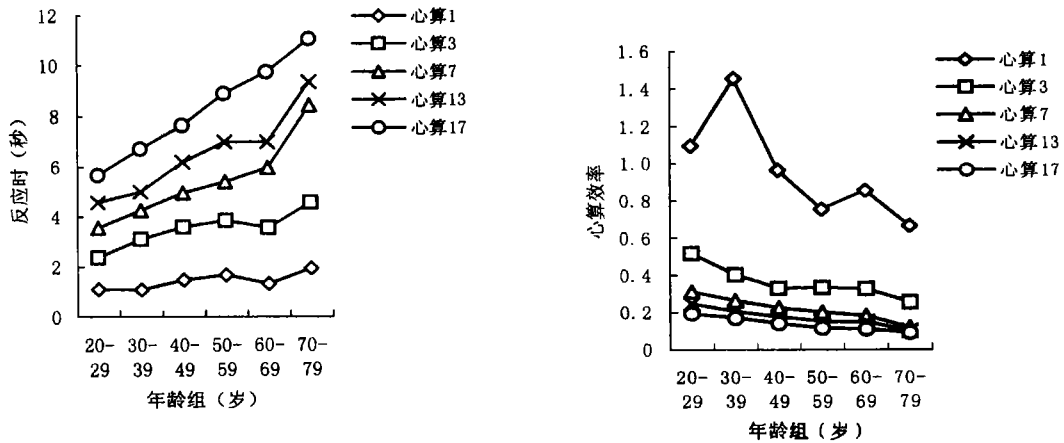 12
10
8
6
4
2
0
反应时（秒）
心算1
心算3
心算7
心算13
心算17
20-
29
30-
39
40-
49
50-
59
60-
69
70-
79
年龄组（岁）
1.6
1.4
1.2
1.0
0.8
0.6
0.4
0.2
0
心算效率
心算1
心算3
心算7
心算13
心算17
20-
29
30-
39
40-
49
50-
59
60-
69
70-
79
年龄组（岁）